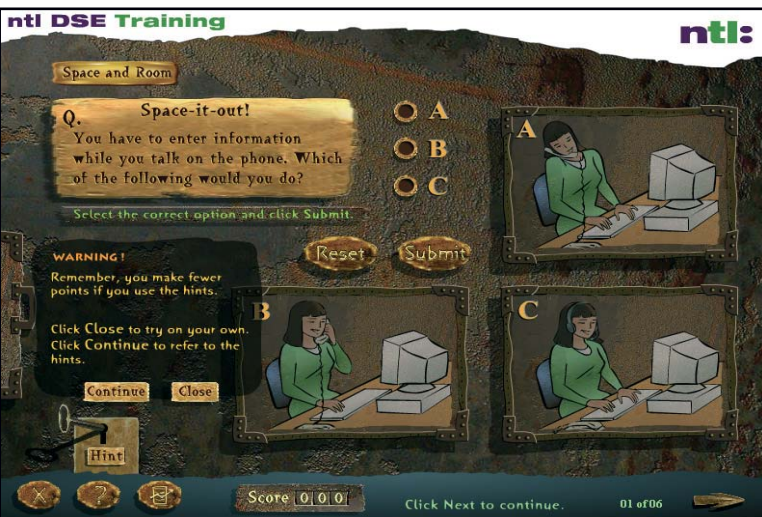 ntl DSE Training
ntl:
Space and Room
Q. Space-it-out!
You have to enter information
while you talk on the phone. Which
of the following would you do?
Select the correct option and click Submit.
A
B
C
Reset
Submit
A
WARNING!
Remember, you make fewer
points if you use the hints.
Click Close to try on your own.
Click Continue to refer to the
hints.
Continue
Close
B
C
Hint
X
?
Score 000
Click Next to continue.
01 of 06